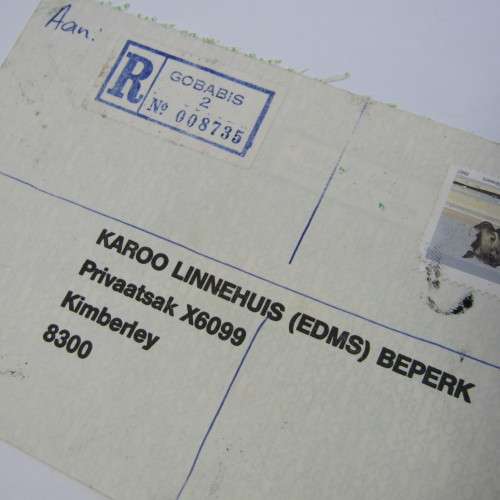 Aan:
R
GOBABIS
2
No 008735
KAROO LINNEHUIS (EDMS) BEPERK
Privaatsak X6099
Kimberley
8300